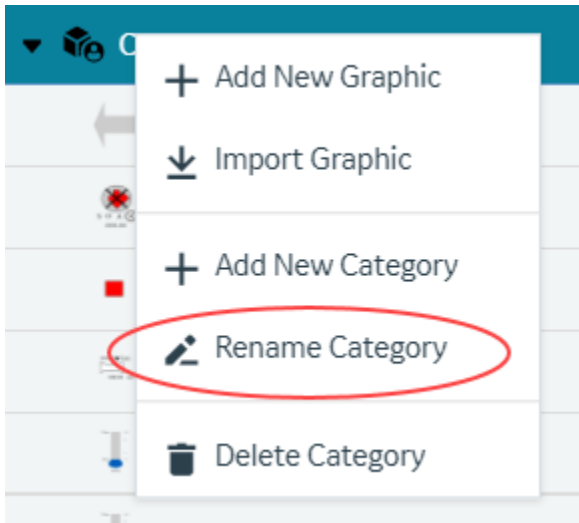 Add New Graphic
Import Graphic
Add New Category
Rename Category
Delete Category